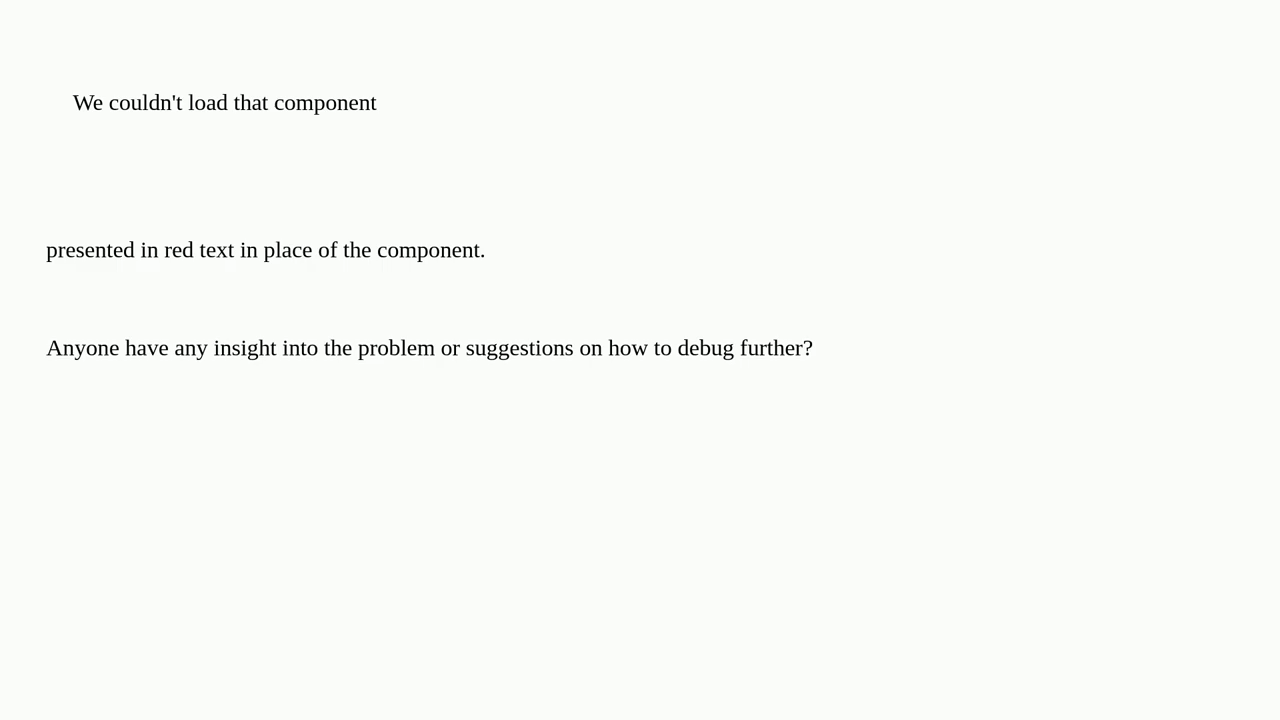 We couldn't load that component
presented in red text in place of the component.
Anyone have any insight into the problem or suggestions on how to debug further?